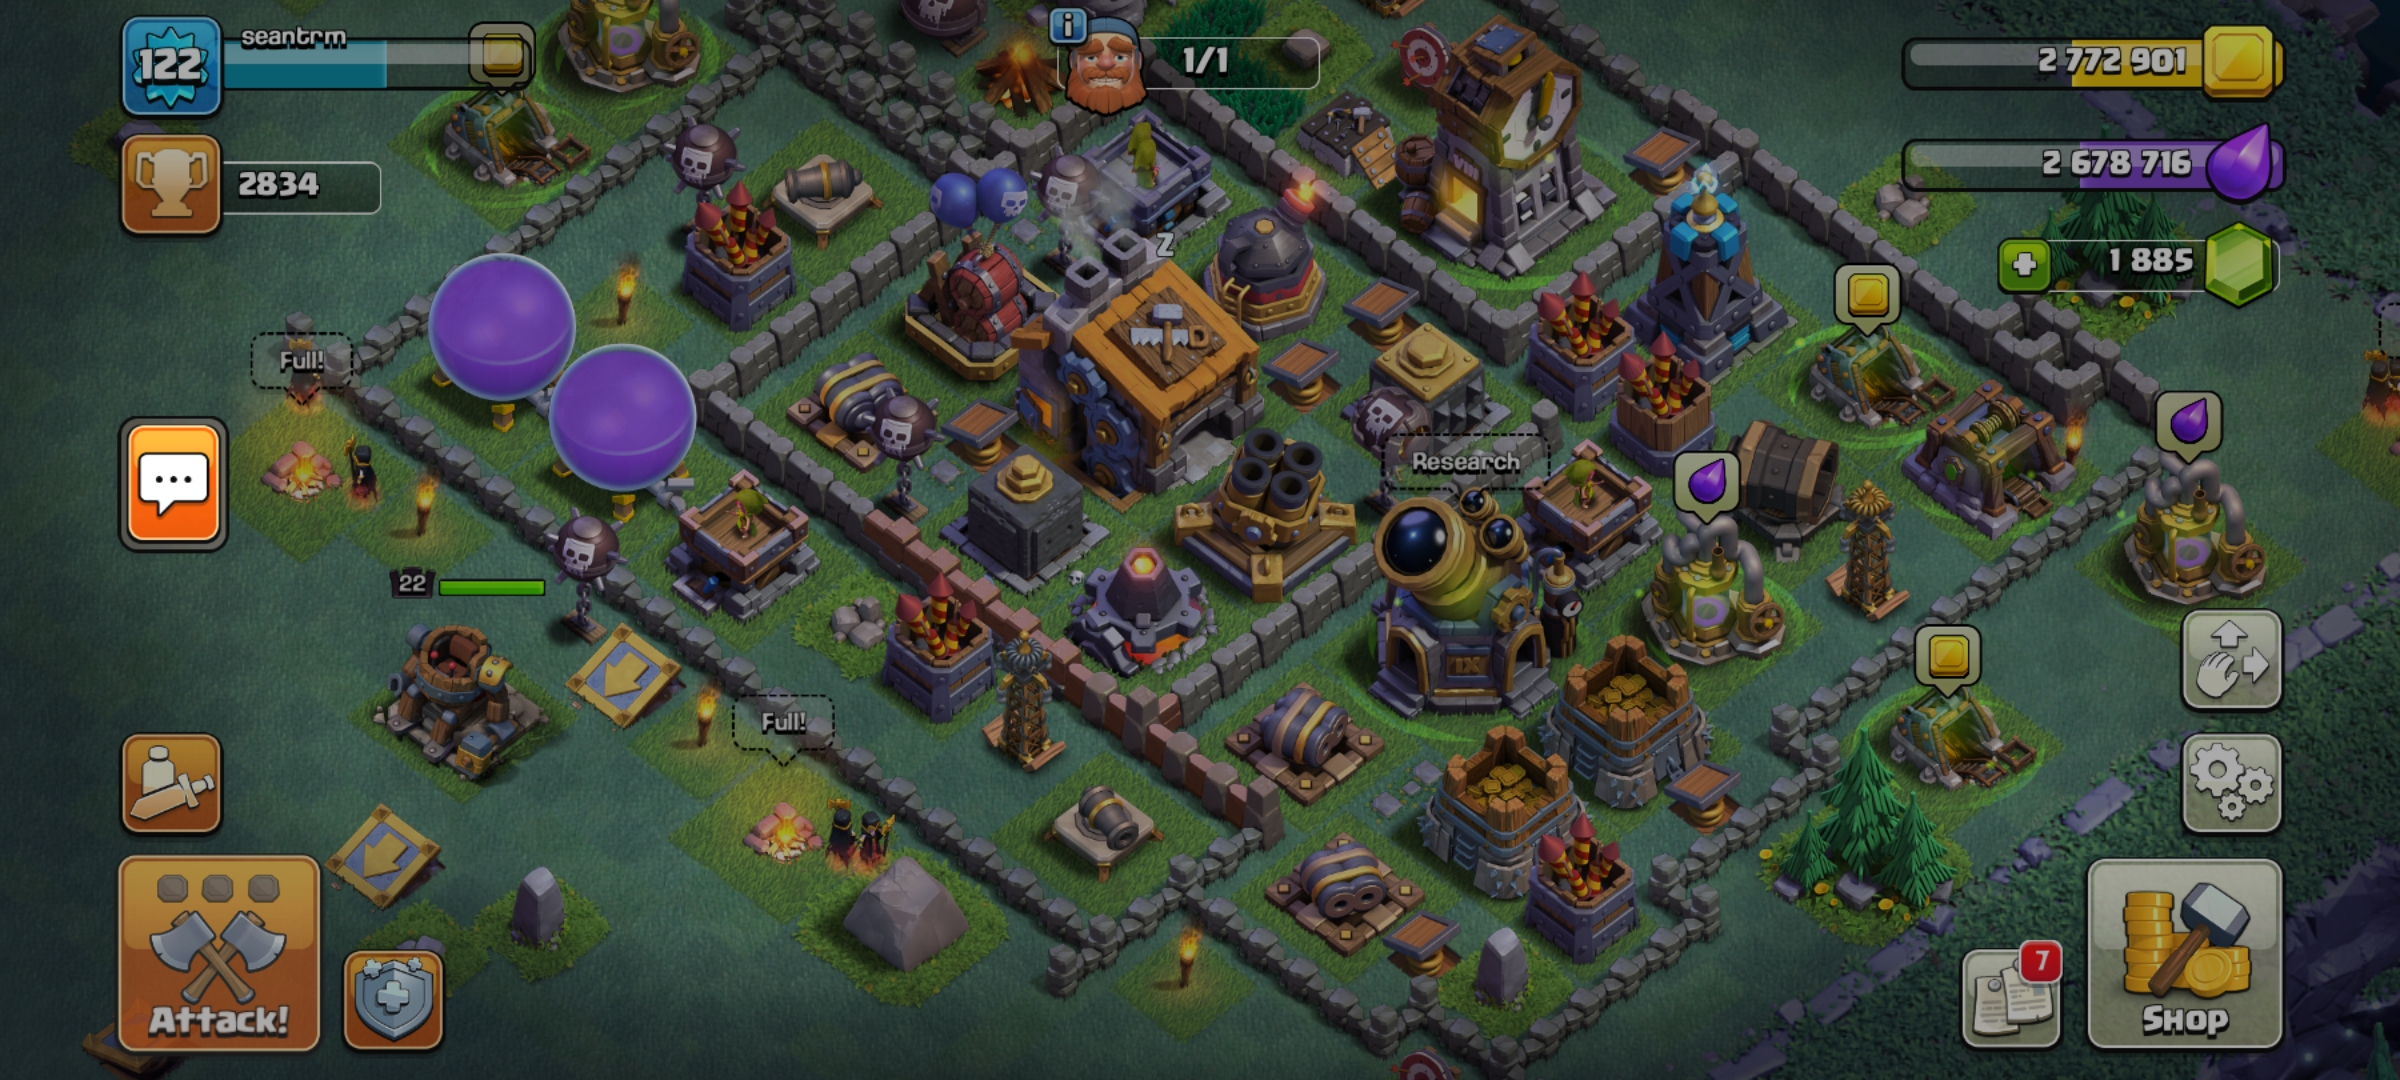 122
seantrm
1/1
2 772 901
2834
2 678 716
1 885
Z
Full!
Research
22
Full!
IX
7
Attack!
Shop